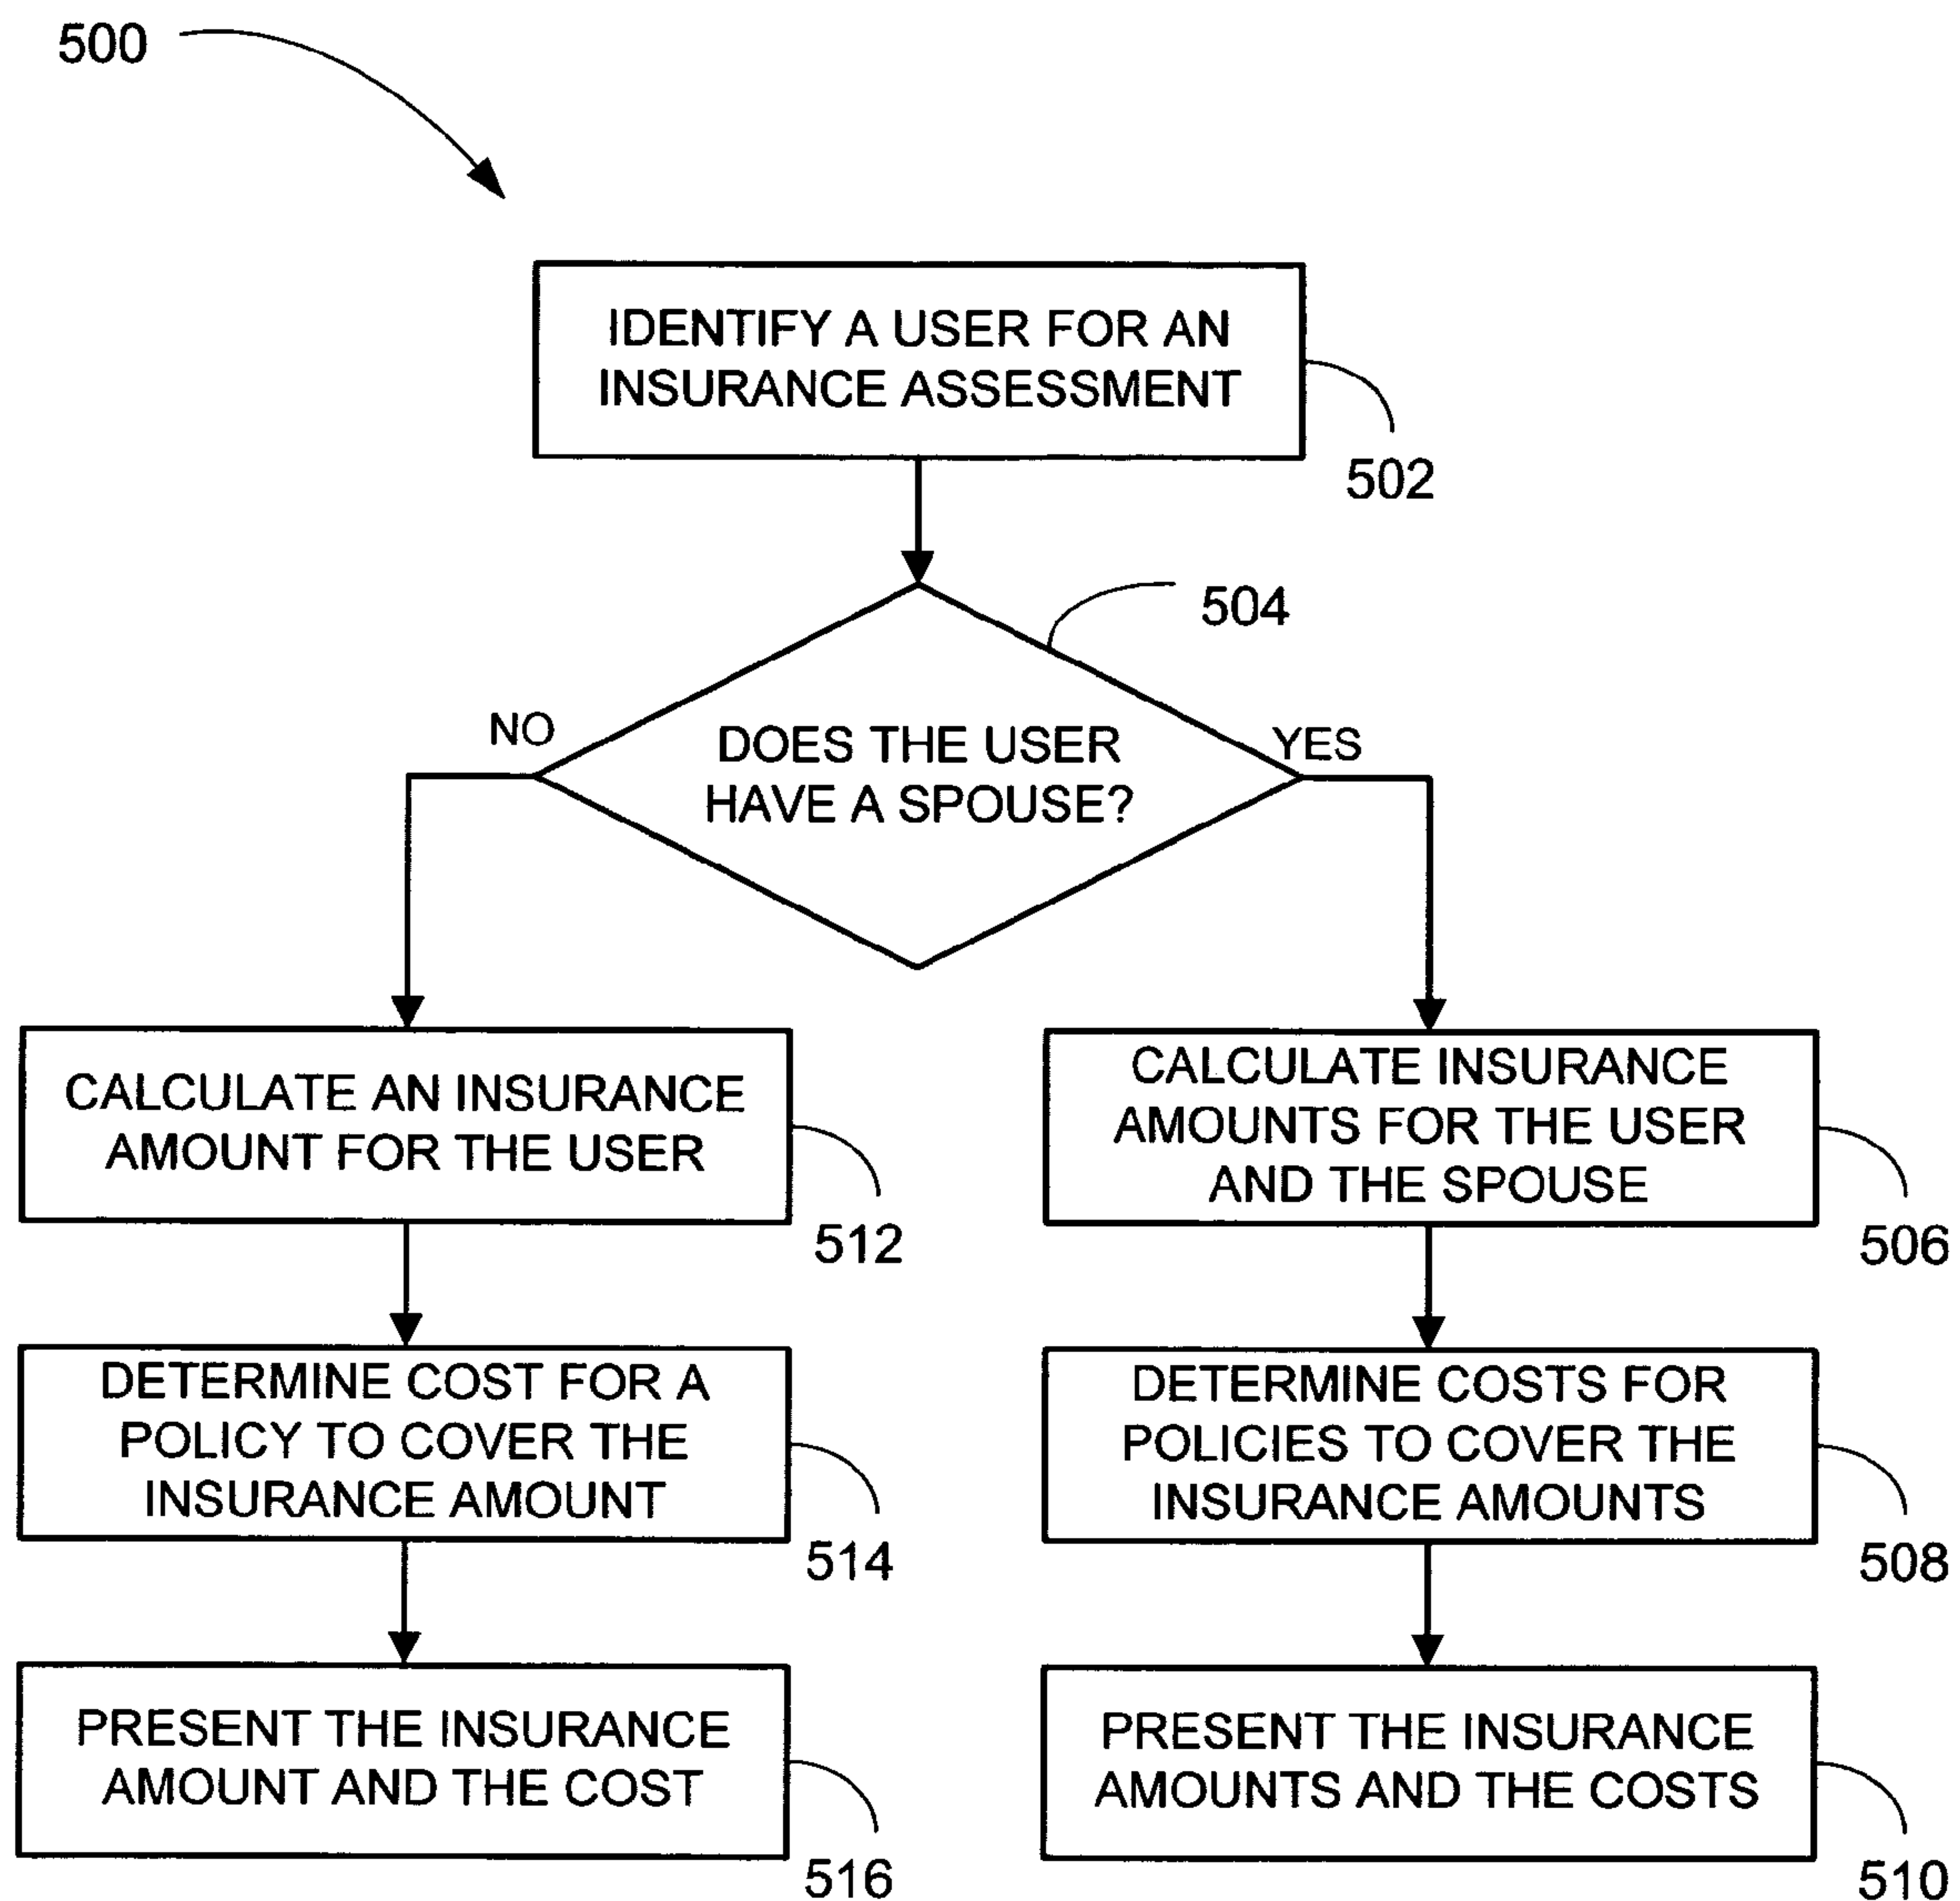 500
IDENTIFY A USER FOR AN
INSURANCE ASSESSMENT
502
504
NO
DOES THE USER
HAVE A SPOUSE?
YES
CALCULATE AN INSURANCE
AMOUNT FOR THE USER
512
CALCULATE INSURANCE
AMOUNTS FOR THE USER
AND THE SPOUSE
506
DETERMINE COST FOR A
POLICY TO COVER THE
INSURANCE AMOUNT
514
DETERMINE COSTS FOR
POLICIES TO COVER THE
INSURANCE AMOUNTS
508
PRESENT THE INSURANCE
AMOUNT AND THE COST
516
PRESENT THE INSURANCE
AMOUNTS AND THE COSTS
510